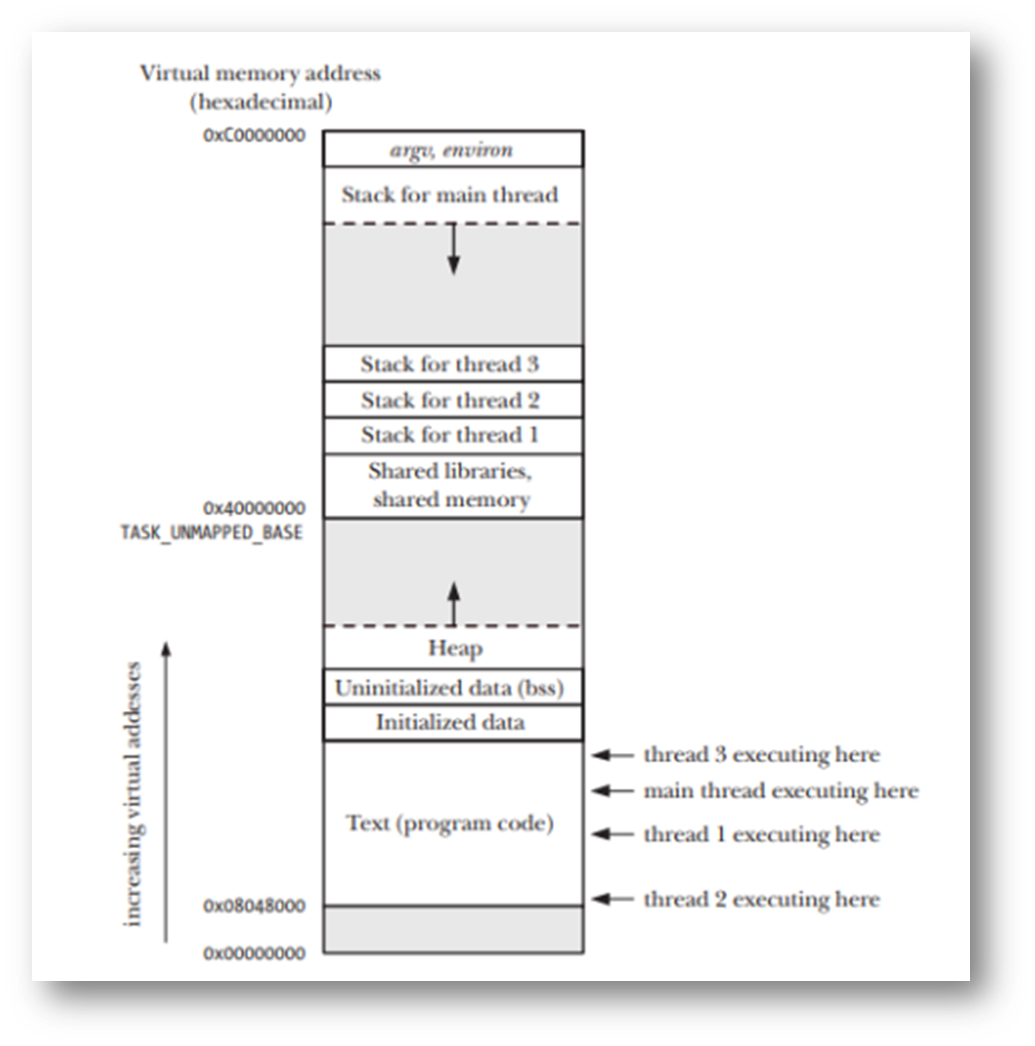 Virtual memory address
(hexadecimal)
0xC0000000
argv, environ
Stack for main thread
Stack for thread 3
Stack for thread 2
Stack for thread 1
Shared libraries,
shared memory
0x40000000
TASK_UNMAPPED_BASE
Heap
Uninitialized data (bss)
Initialized data
thread 3 executing here
main thread executing here
Text (program code)
thread 1 executing here
thread 2 executing here
0x08048000
0x00000000
increasing virtual addesses